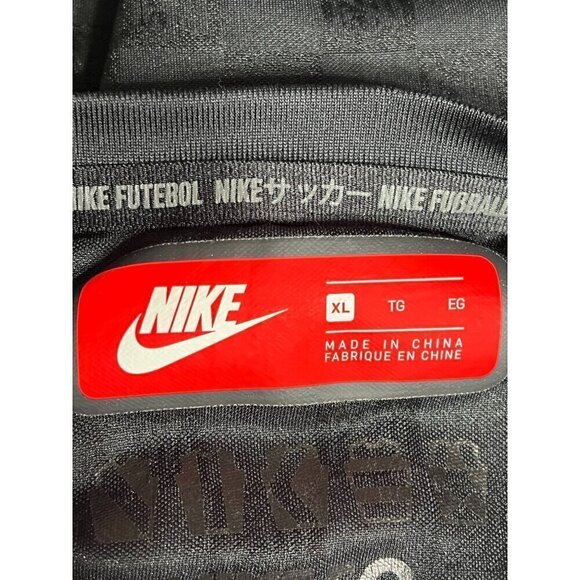 NIKE FUTEBOL NIKEサッカー NIKE FUßBALL
NIKE
XL TG EG
MADE IN CHINA
FABRIQUE EN CHINE